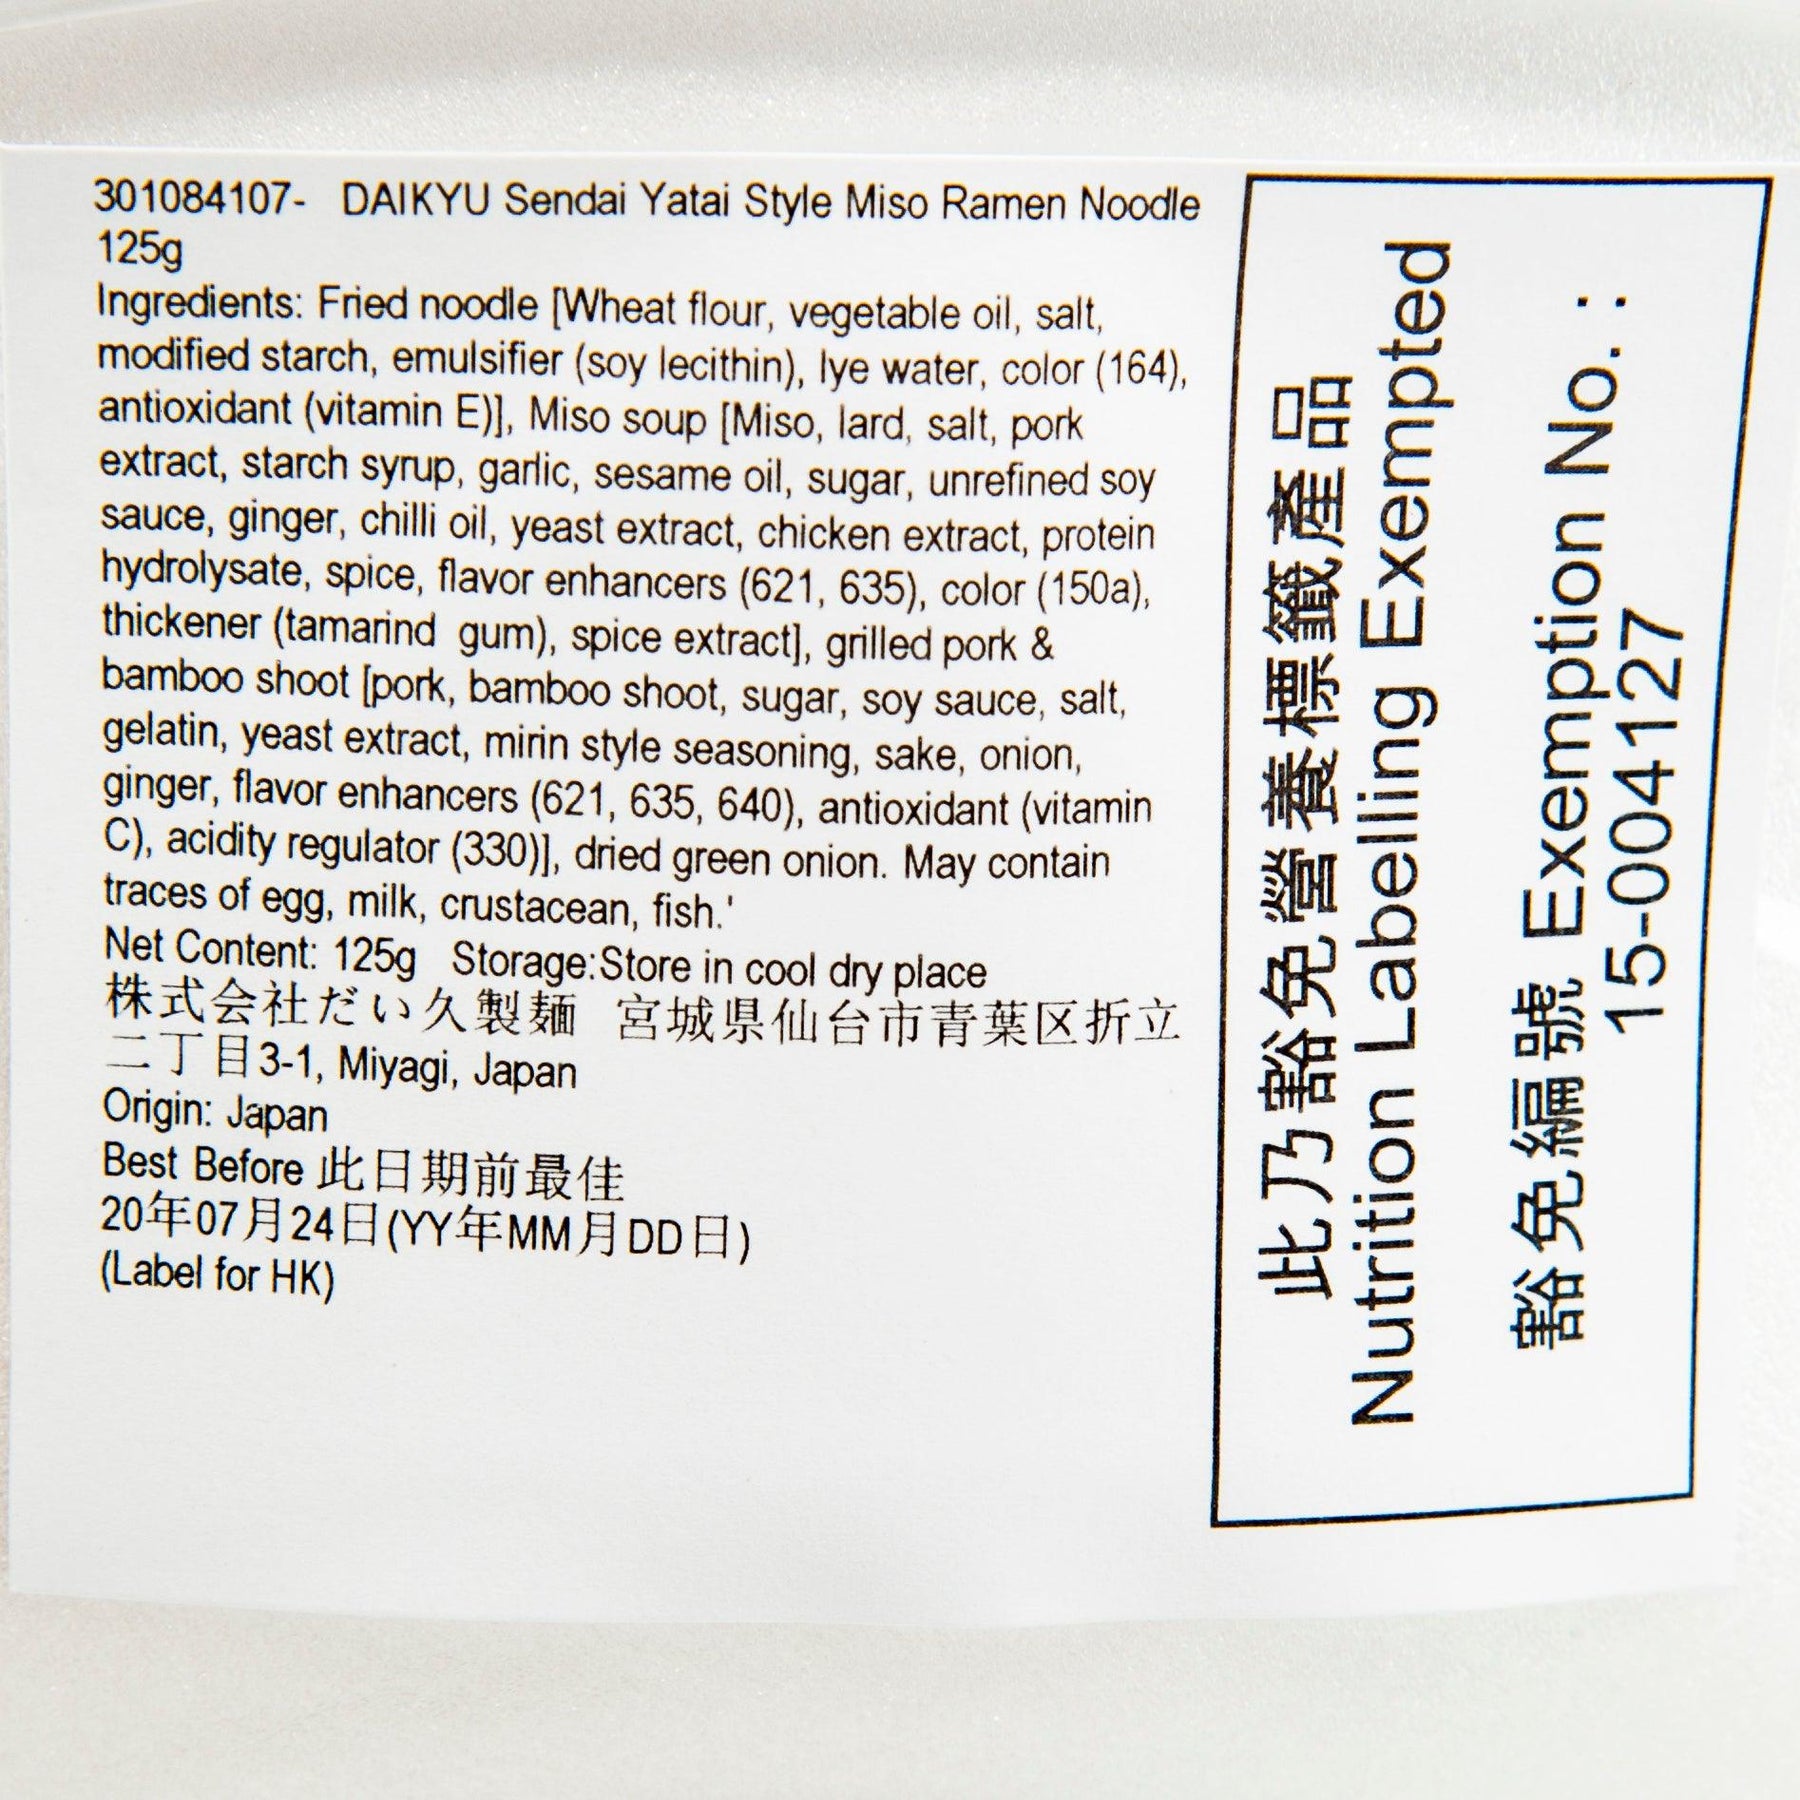 301084107- DAIKYU Sendai Yatai Style Miso Ramen Noodle
125g
Ingredients: Fried noodle [Wheat flour, vegetable oil, salt,
modified starch, emulsifier (soy lecithin), lye water, color (164),
antioxidant (vitamin E)], Miso soup [Miso, lard, salt, pork
extract, starch syrup, garlic, sesame oil, sugar, unrefined soy
sauce, ginger, chilli oil, yeast extract, chicken extract, protein
hydrolysate, spice, flavor enhancers (621, 635), color (150a),
thickener (tamarind gum), spice extract], grilled pork &
bamboo shoot [pork, bamboo shoot, sugar, soy sauce, salt,
gelatin, yeast extract, mirin style seasoning, sake, onion,
ginger, flavor enhancers (621, 635, 640), antioxidant (vitamin
C), acidity regulator (330)], dried green onion. May contain
traces of egg, milk, crustacean, fish.'
Net Content: 125g Storage:Store in cool dry place
株式会社だい久製麺 宮城県仙台市青葉区折立
二丁目3-1, Miyagi, Japan
Origin: Japan
Best Before 此日期前最佳
20年07月24日(YY年MM月DD日)
(Label for HK)
此乃豁免營養標籤產品
Nutrition Labelling Exempted
豁免編號 Exemption No. :
15-004127